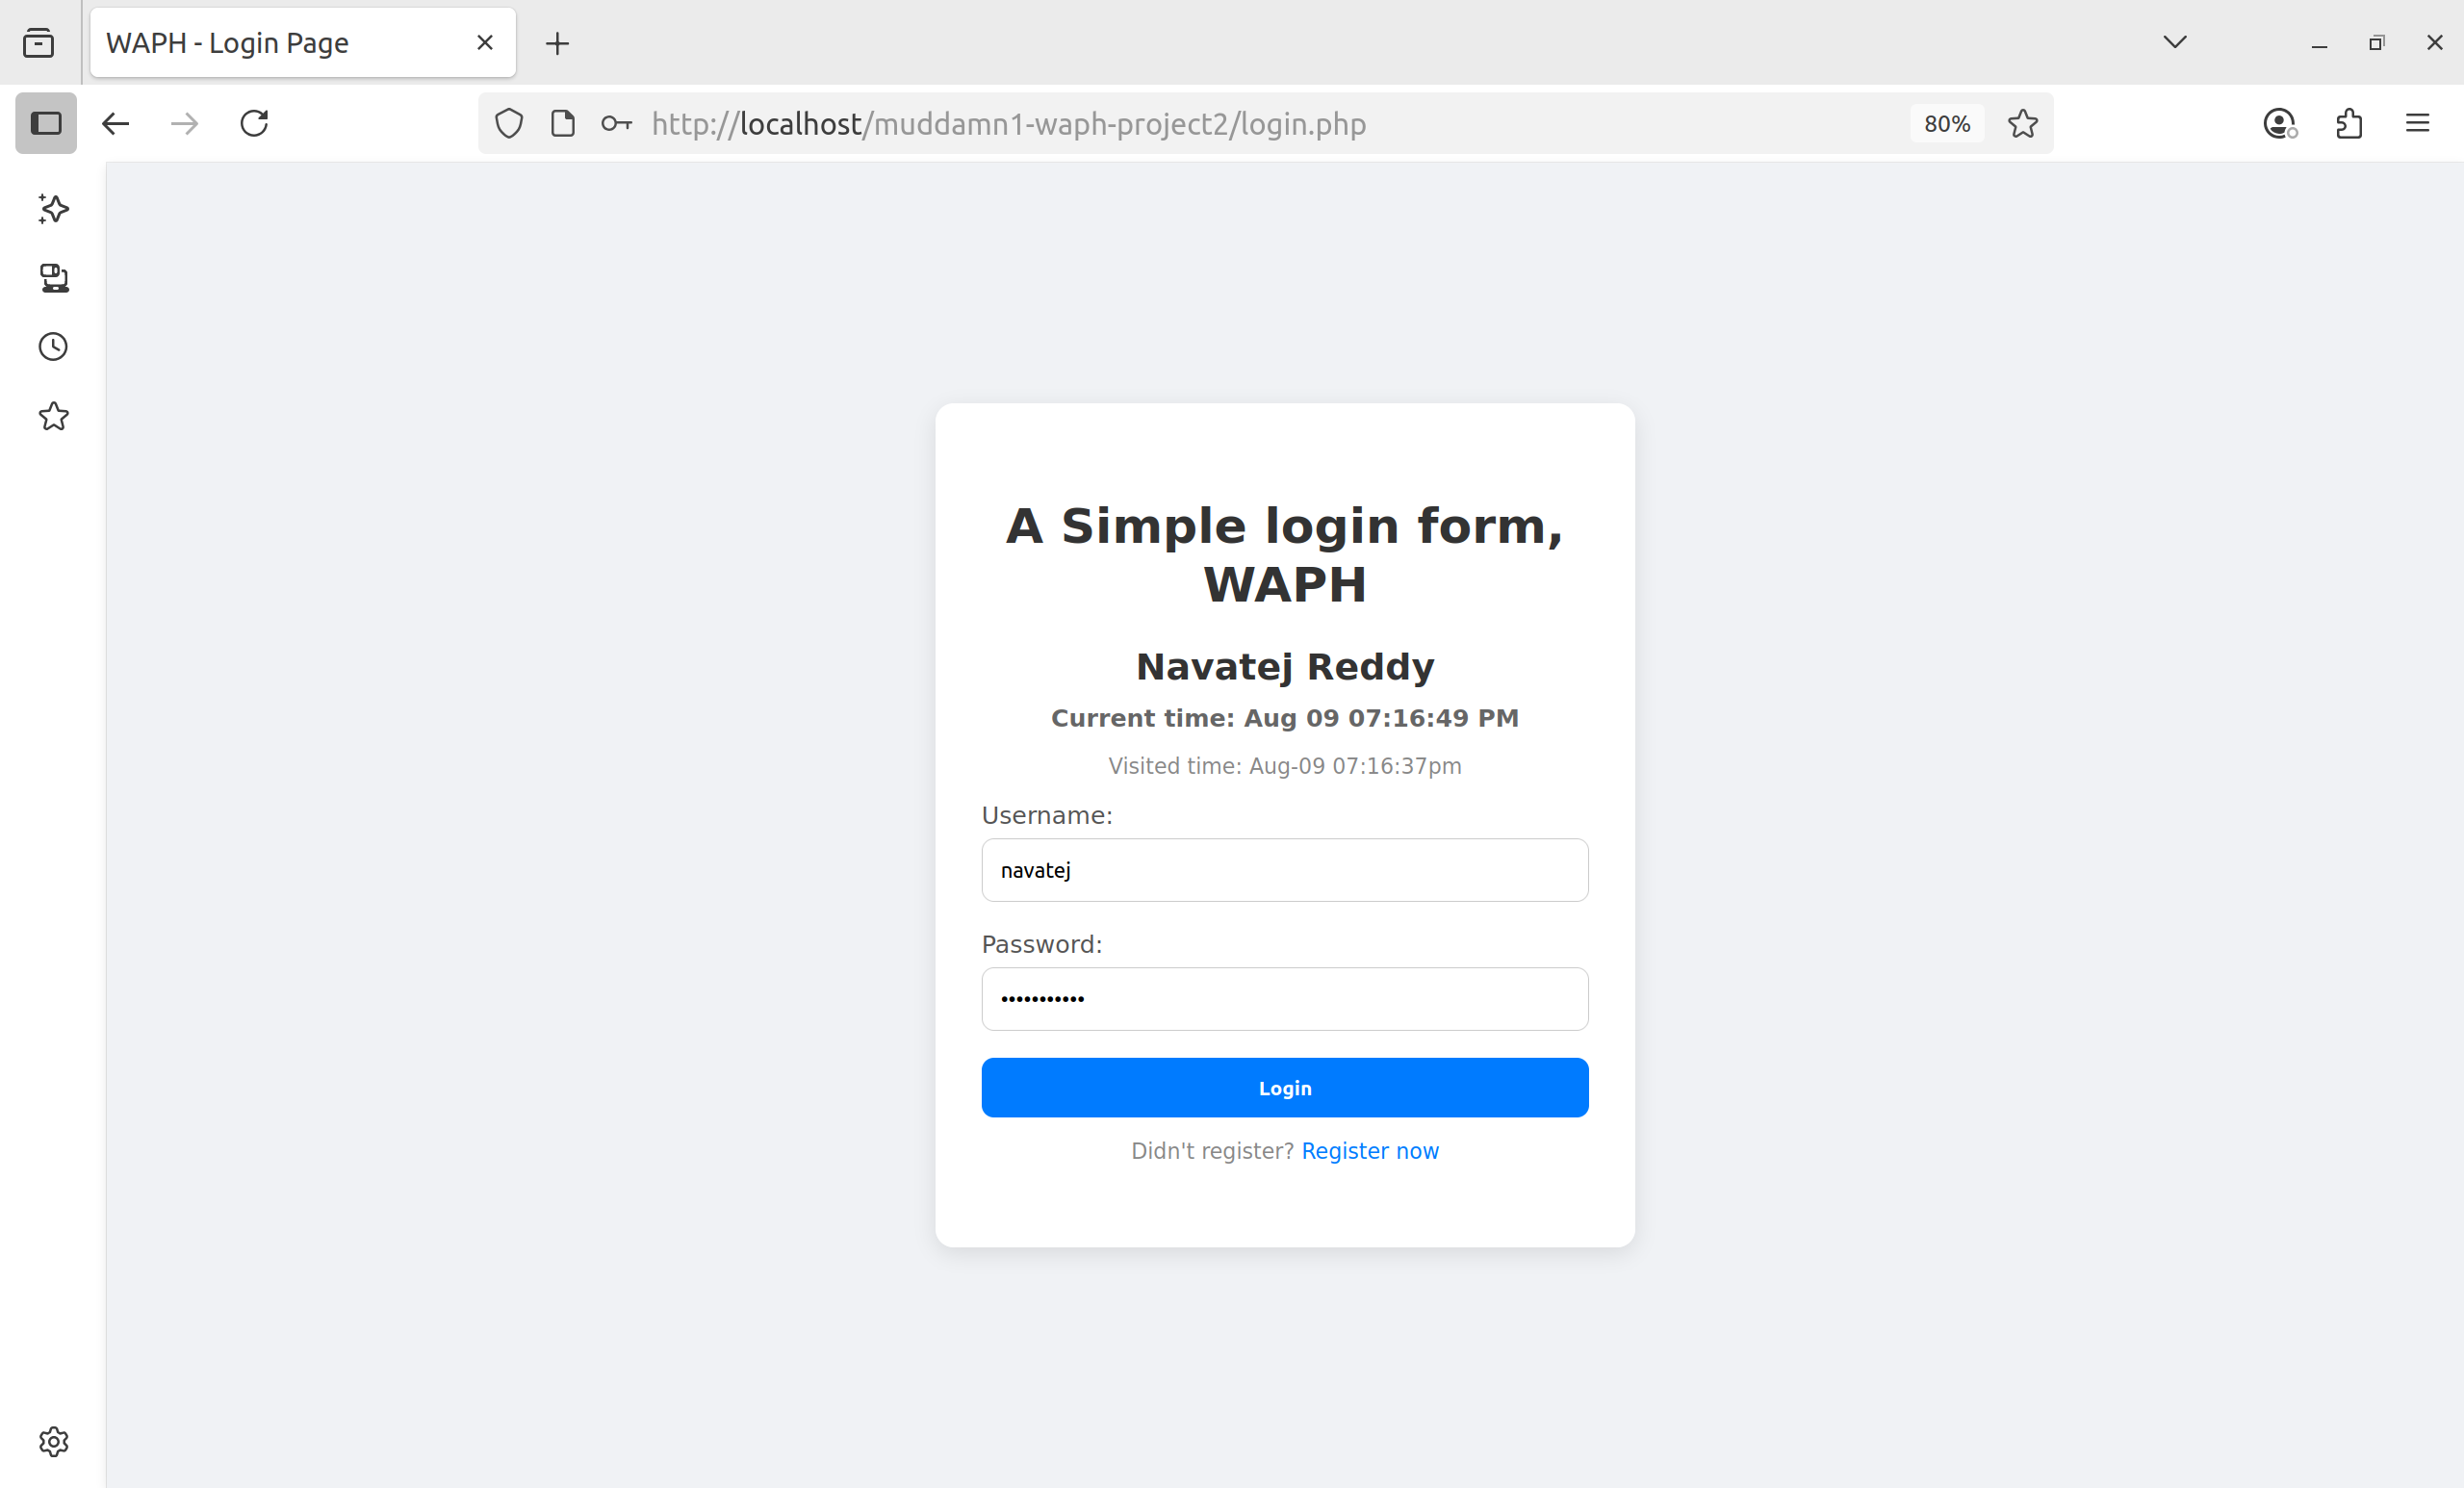 WAPH - Login Page
http://localhost/muddamn1-waph-project2/login.php
80%
A Simple login form,
WAPH
Navatej Reddy
Current time: Aug 09 07:16:49 PM
Visited time: Aug-09 07:16:37pm
Username:
navatej
Password:
•••••••••••
Login
Didn't register? Register now